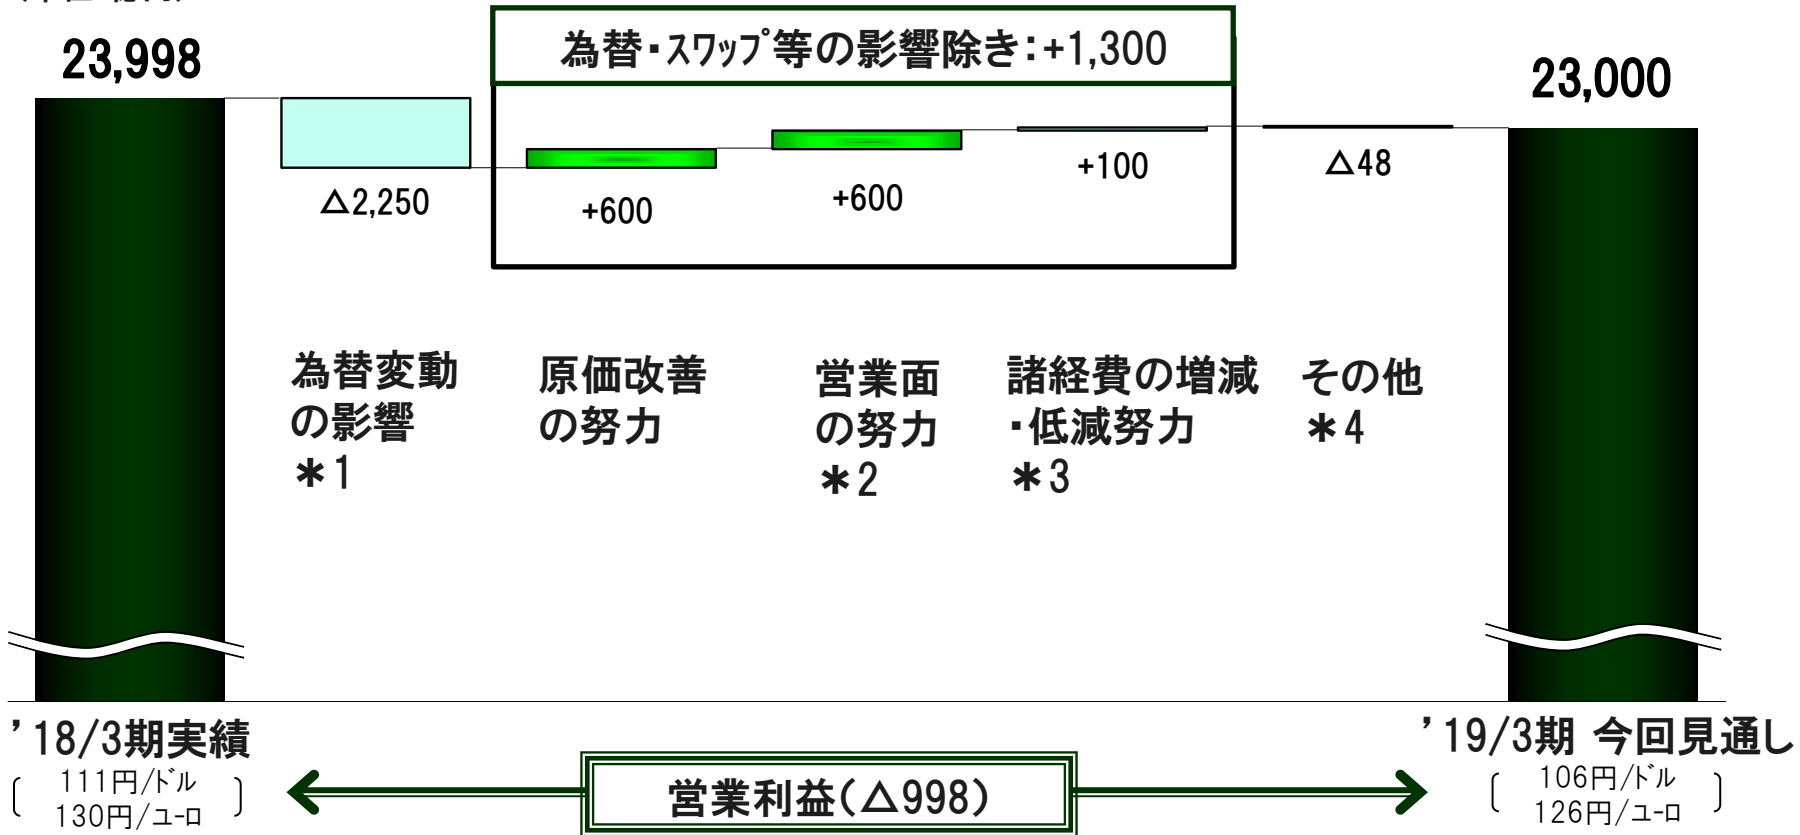 23,998
為替・スワップ等の影響除き：+1,300
23,000
△2,250
+600
+600
+100
△48
為替変動
の影響
＊1
原価改善
の努力
営業面
の努力
＊2
諸経費の増減
・低減努力
＊3
その他
＊4
’18/3期実績
111円/ドル
130円/ユーロ
営業利益（△998）
’19/3期 今回見通し
106円/ドル
126円/ユーロ